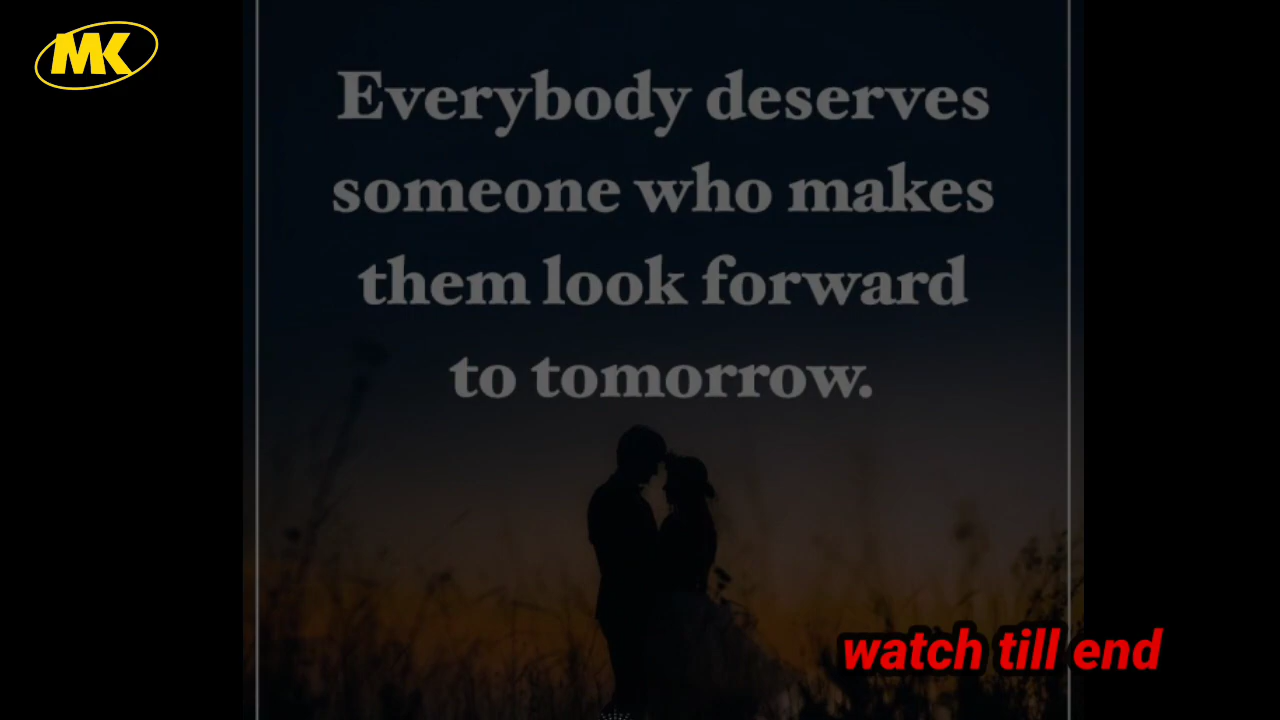 MK
Everybody deserves
someone who makes
them look forward
to tomorrow.
watch till end